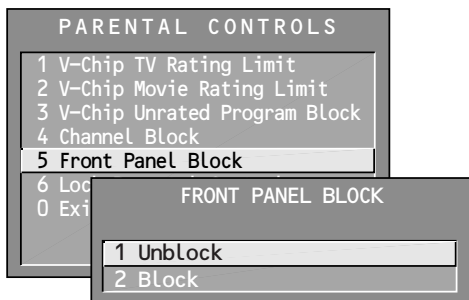 PARENTAL CONTROLS
1 V-Chip TV Rating Limit
2 V-Chip Movie Rating Limit
3 V-Chip Unrated Program Block
4 Channel Block
5 Front Panel Block
6
0
FRONT PANEL BLOCK
1 Unblock
2 Block